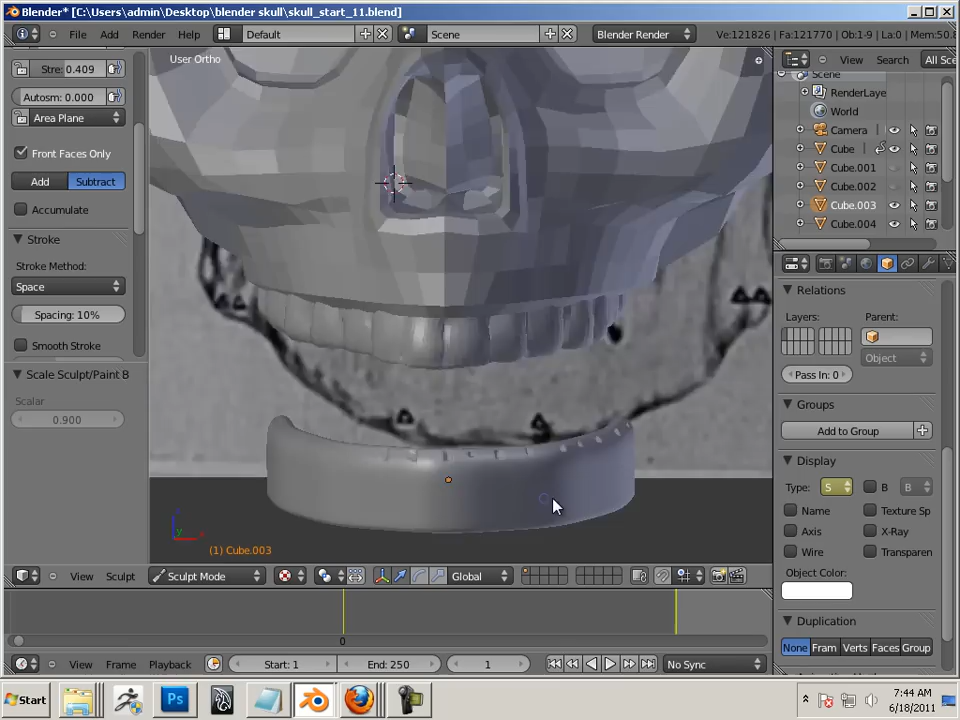 Blender* [C:\Users\admin\Desktop\blender skull\skull_start_11.blend]
File Add Render Help Default Scene Blender Render Ve:121826 | Fa:121770 | Ob:1-9 | La:0 | Mem:50.8
Stre: 0.409
Autosm: 0.000
Area Plane
Front Faces Only
Add Subtract
Accumulate
Stroke
Stroke Method:
Space
Spacing: 10%
Smooth Stroke
Scale Sculpt/Paint B
Scalar
0.900
User Ortho
z
y
x
(1) Cube.003
View Sculpt Sculpt Mode Global
0
View Frame Playback Start: 1 End: 250 1 No Sync
View Search All Sce
Scene
RenderLaye
World
Camera
Cube
Cube.001
Cube.002
Cube.003
Cube.004
Relations
Layers: Parent:
Object
Pass In: 0
Groups
Add to Group
Display
Type: S B B
Name Texture Sp
Axis X-Ray
Wire Transparen
Object Color:
Duplication
None Fram Verts Faces Group
Start Ps 7:44 AM
6/18/2011